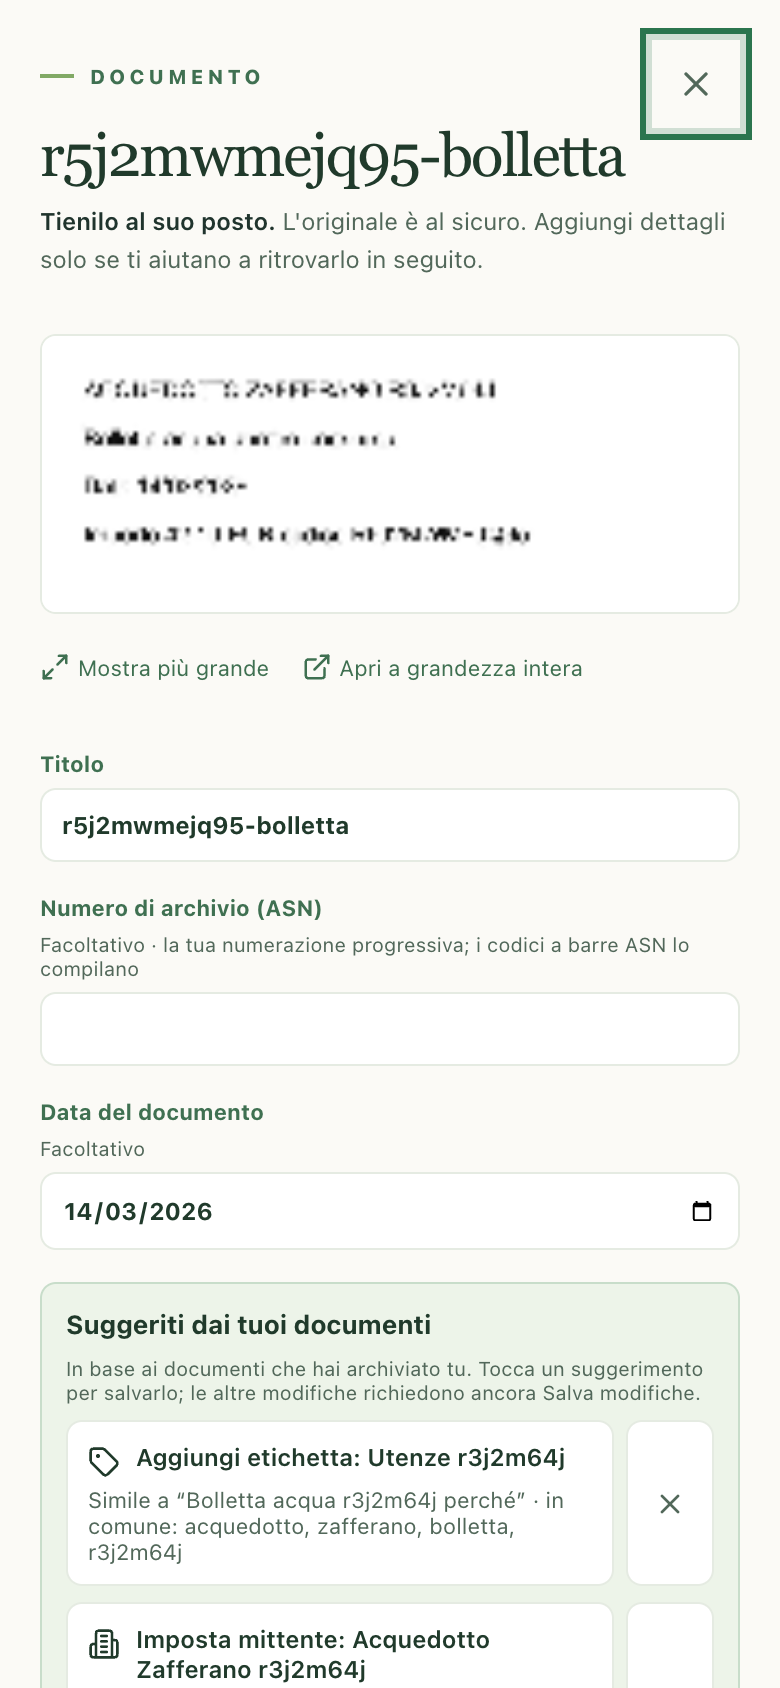 DOCUMENTO
r5j2mwmejq95-bolletta
Tienilo al suo posto. L'originale è al sicuro. Aggiungi dettagli
solo se ti aiutano a ritrovarlo in seguito.
Mostra più grande
Apri a grandezza intera
Titolo
r5j2mwmejq95-bolletta
Numero di archivio (ASN)
Facoltativo · la tua numerazione progressiva; i codici a barre ASN lo
compilano
Data del documento
Facoltativo
14/03/2026
Suggeriti dai tuoi documenti
In base ai documenti che hai archiviato tu. Tocca un suggerimento
per salvarlo; le altre modifiche richiedono ancora Salva modifiche.
Aggiungi etichetta: Utenze r3j2m64j
Simile a “Bolletta acqua r3j2m64j perché” · in
comune: acquedotto, zafferano, bolletta,
r3j2m64j
Imposta mittente: Acquedotto
Zafferano r3j2m64j